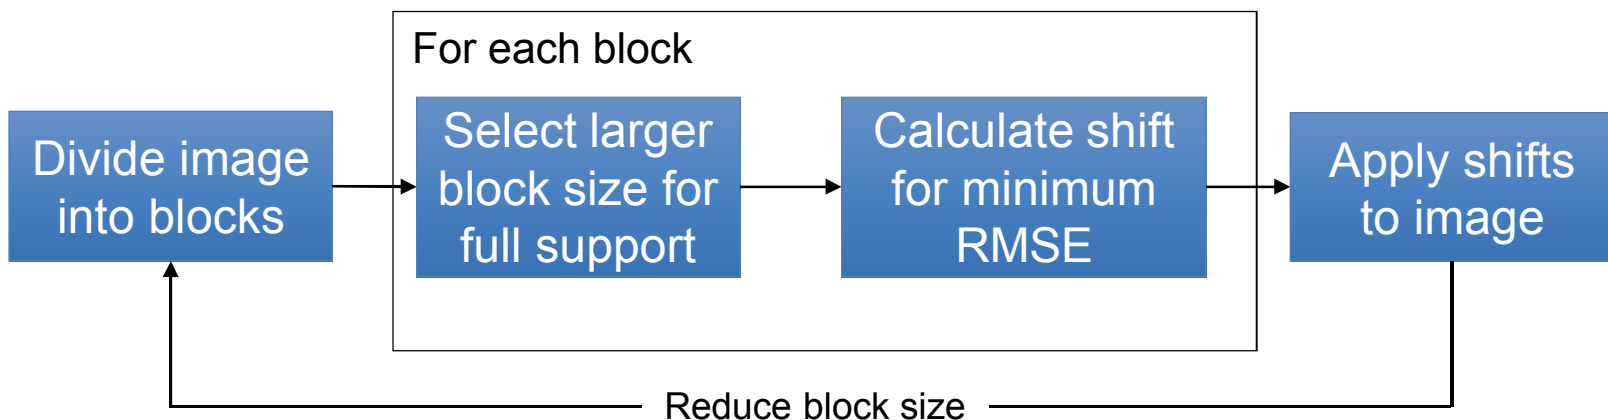 For each block
Divide image
into blocks
Select larger
block size for
full support
Calculate shift
for minimum
RMSE
Apply shifts
to image
Reduce block size